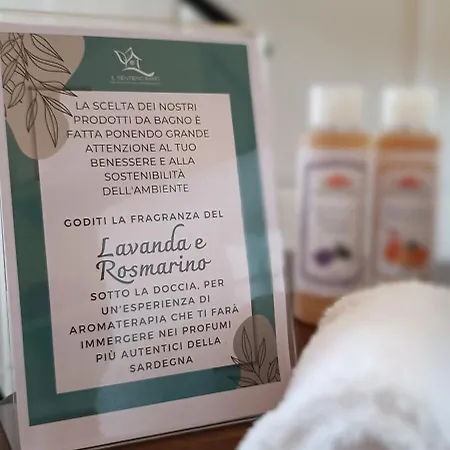 LA SCELTA DEI NOSTRI
PRODOTTI DA BAGNO È
FATTA PONENDO GRANDE
ATTENZIONE AL TUO
BENESSERE E ALLA
SOSTENIBILITÀ
DELL'AMBIENTE
GODITI LA FRAGRANZA DEL
Lavanda e
Rosmarino
SOTTO LA DOCCIA, PER
UN'ESPERIENZA DI
AROMATERAPIA CHE TI FARÀ
IMMERGERE NEI PROFUMI
PIÙ AUTENTICI DELLA
SARDEGNA